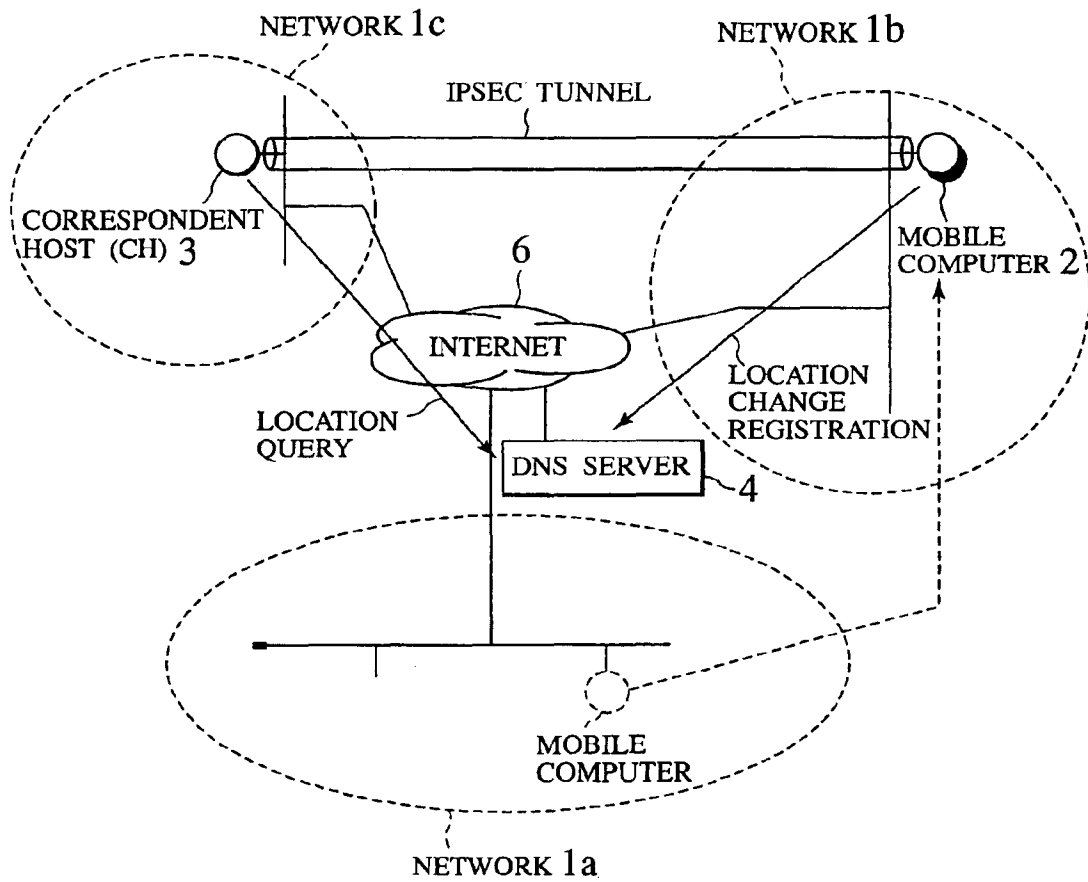 NETWORK 1c
NETWORK 1b
IPSEC TUNNEL
CORRESPONDENT
HOST (CH) 3
MOBILE
COMPUTER 2
6
INTERNET
LOCATION
QUERY
LOCATION
CHANGE
REGISTRATION
DNS SERVER
4
MOBILE
COMPUTER
NETWORK 1a